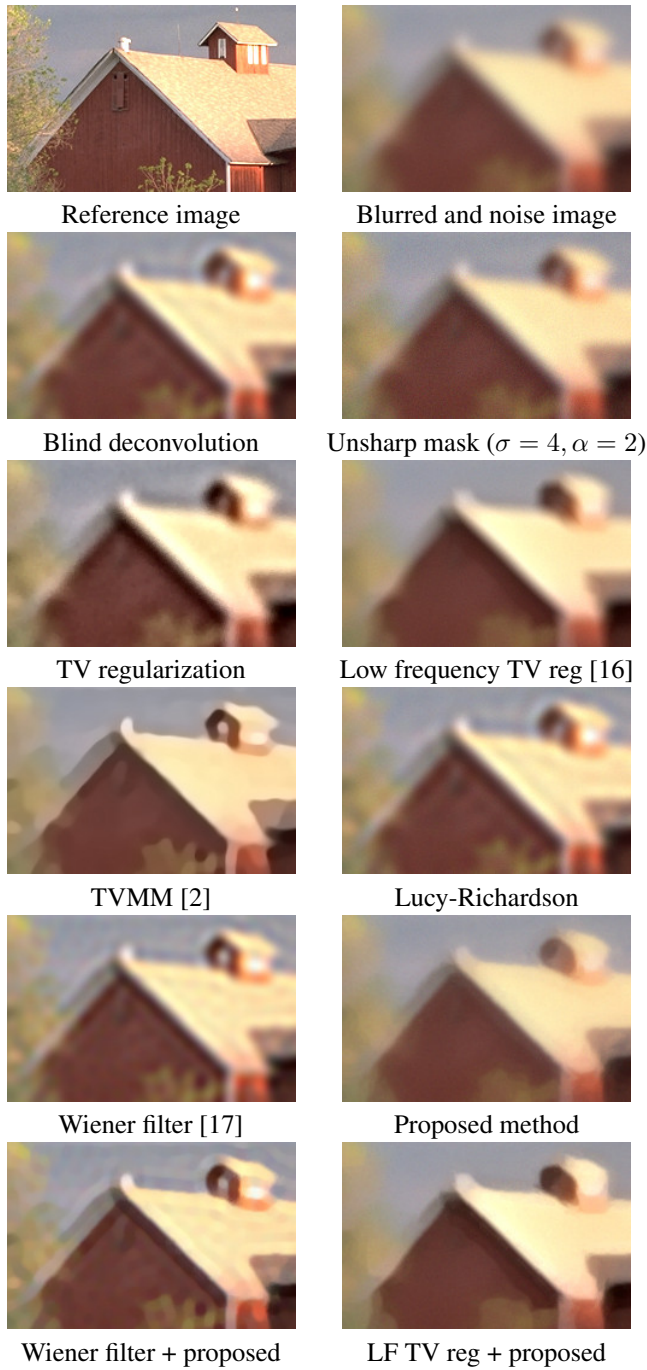 Reference image
Blurred and noise image
Blind deconvolution
Unsharp mask (σ = 4, α = 2)
TV regularization
Low frequency TV reg [16]
TVMM [2]
Lucy-Richardson
Wiener filter [17]
Proposed method
Wiener filter + proposed
LF TV reg + proposed